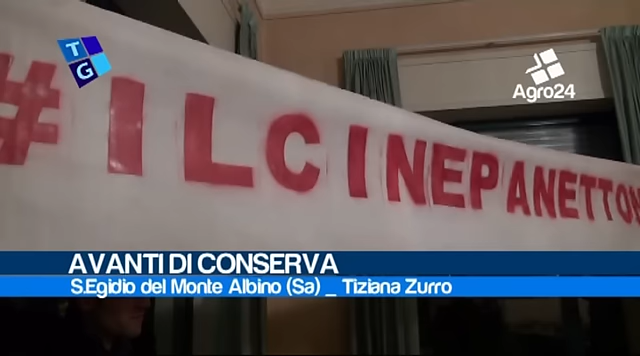 TG
Agro24
#ILCINEPANETTON
AVANTI DI CONSERVA
S.Egidio del Monte Albino (Sa) _ Tiziana Zurro